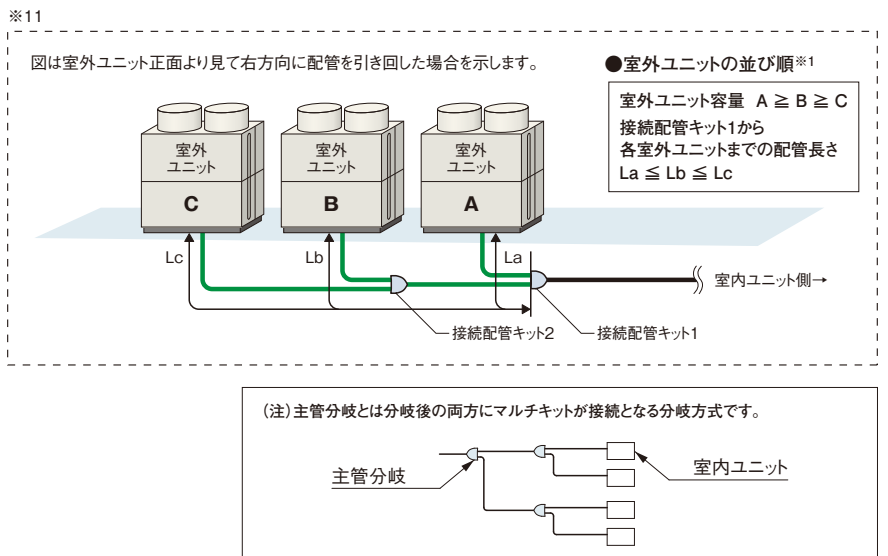 ※11
図は室外ユニット正面より見て右方向に配管を引き回した場合を示します。
●室外ユニットの並び順※1
室外ユニット容量 A ≧ B ≧ C
接続配管キット1から
各室外ユニットまでの配管長さ
La ≦ Lb ≦ Lc
室外
ユニット
C
室外
ユニット
B
室外
ユニット
A
Lc
Lb
La
室内ユニット側→
接続配管キット2
接続配管キット1
(注)主管分岐とは分岐後の両方にマルチキットが接続となる分岐方式です。
主管分岐
室内ユニット